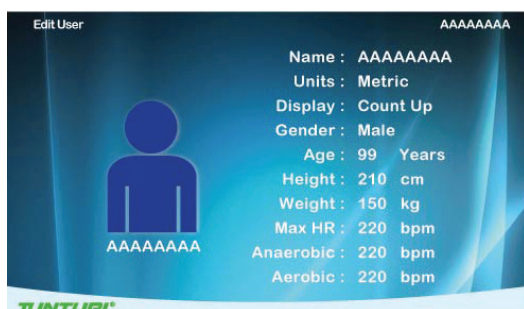 Edit User
AAAAAAAA
Name : AAAAAAAA
Units : Metric
Display : Count Up
Gender : Male
Age : 99 Years
Height : 210 cm
Weight : 150 kg
Max HR : 220 bpm
Anaerobic : 220 bpm
Aerobic : 220 bpm
AAAAAAAA
TUNTURI®